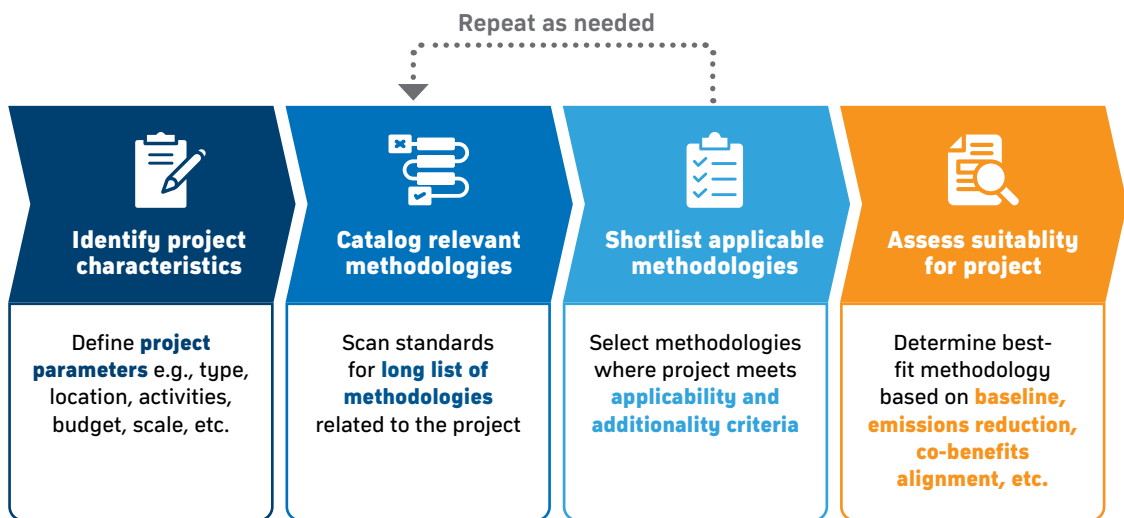 Repeat as needed
Identify project
characteristics
Define project
parameters e.g., type,
location, activities,
budget, scale, etc.
Catalog relevant
methodologies
Scan standards
for long list of
methodologies
related to the project
Shortlist applicable
methodologies
Select methodologies
where project meets
applicability and
additionality criteria
Assess suitablity
for project
Determine best-
fit methodology
based on baseline,
emissions reduction,
co-benefits
alignment, etc.